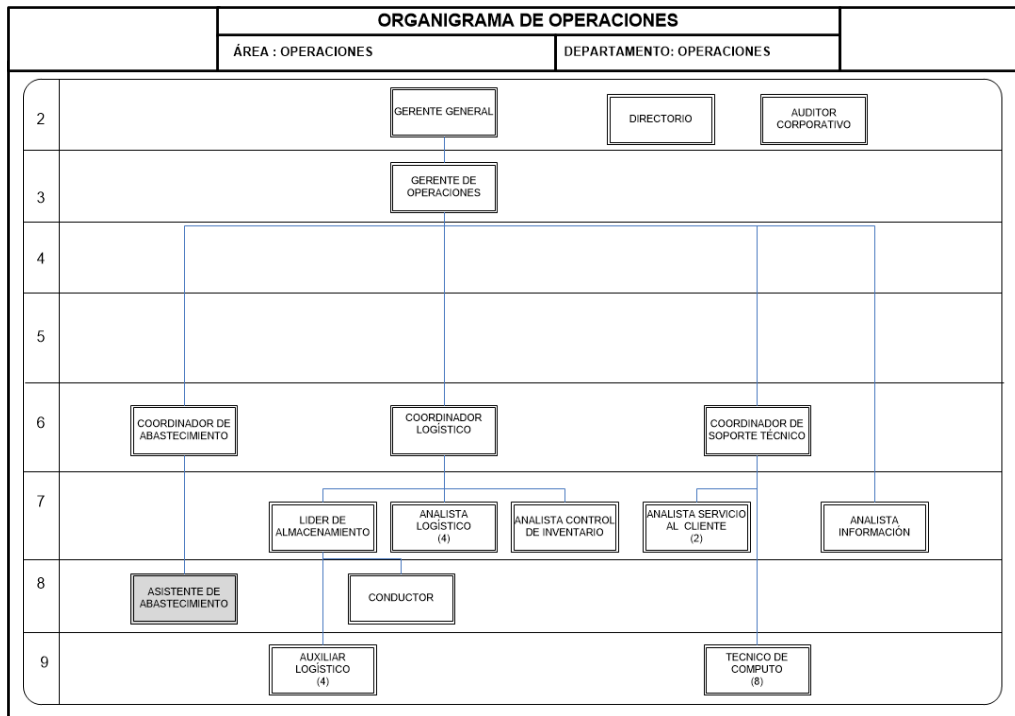 ORGANIGRAMA DE OPERACIONES
ÁREA : OPERACIONES
DEPARTAMENTO: OPERACIONES
2
GERENTE GENERAL
DIRECTORIO
AUDITOR
CORPORATIVO
3
GERENTE DE
OPERACIONES
4
5
6
COORDINADOR DE
ABASTECIMIENTO
COORDINADOR
LOGÍSTICO
COORDINADOR DE
SOPORTE TÉCNICO
7
LIDER DE
ALMACENAMIENTO
ANALISTA
LOGÍSTICO
(4)
ANALISTA CONTROL
DE INVENTARIO
ANALISTA SERVICIO
AL CLIENTE
(2)
ANALISTA
INFORMACIÓN
8
ASISTENTE DE
ABASTECIMIENTO
CONDUCTOR
9
AUXILIAR
LOGÍSTICO
(4)
TECNICO DE
COMPUTO
(8)